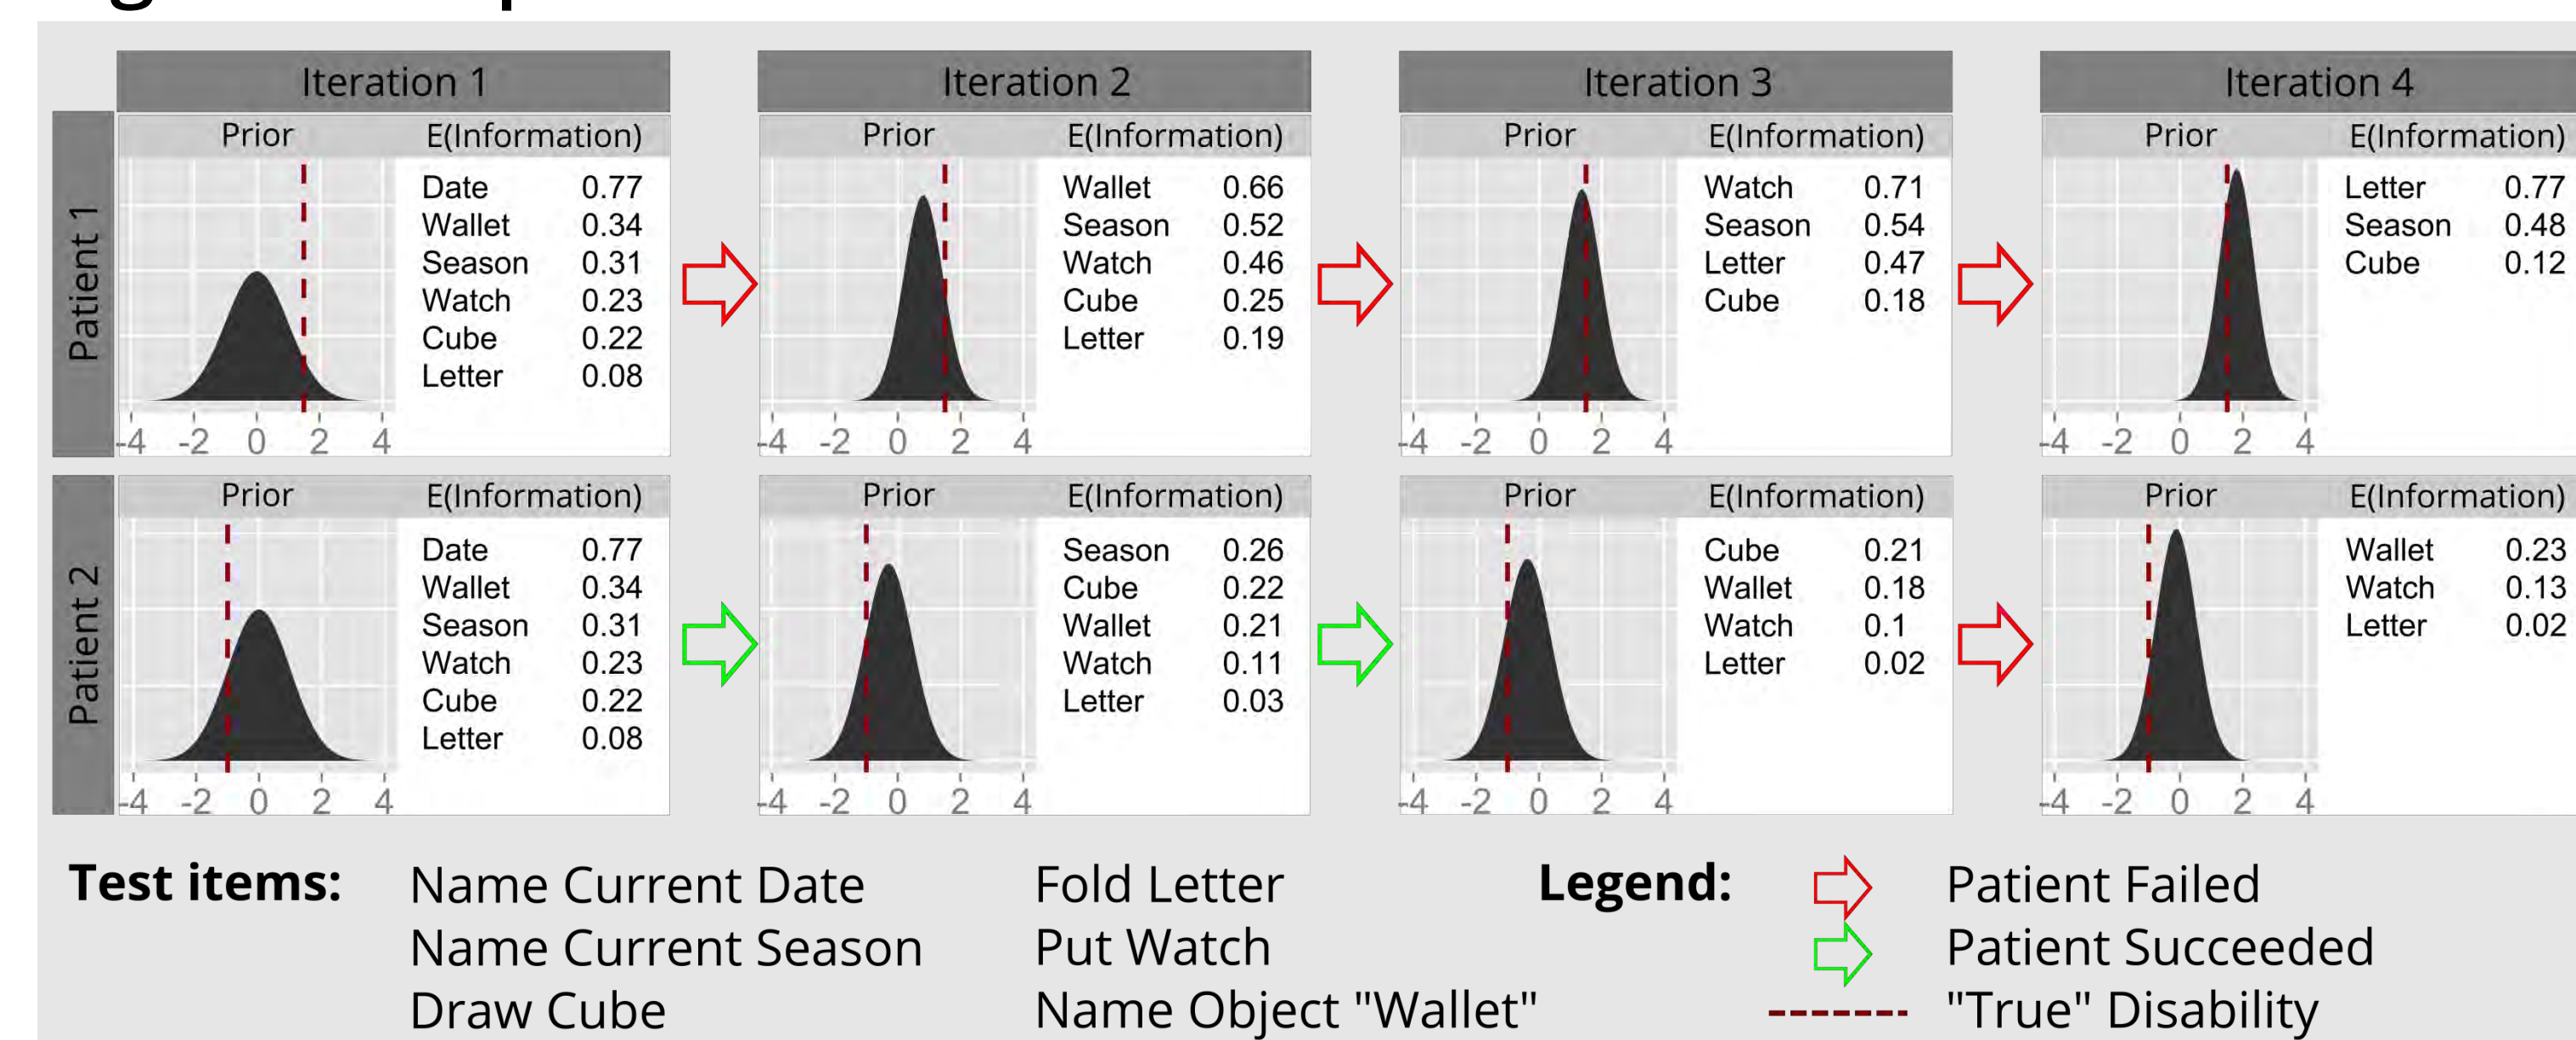 Iteration 1 Iteration 2 Iteration 3 Iteration 4
Patient 1
Prior E(Information)
Date 0.77
Wallet 0.34
Season 0.31
Watch 0.23
Cube 0.22
Letter 0.08
-4 -2 0 2 4
Prior E(Information)
Wallet 0.66
Season 0.52
Watch 0.46
Cube 0.25
Letter 0.19
-4 -2 0 2 4
Prior E(Information)
Watch 0.71
Season 0.54
Letter 0.47
Cube 0.18
-4 -2 0 2 4
Prior E(Information)
Letter 0.77
Season 0.48
Cube 0.12
-4 -2 0 2 4
Patient 2
Prior E(Information)
Date 0.77
Wallet 0.34
Season 0.31
Watch 0.23
Cube 0.22
Letter 0.08
-4 -2 0 2 4
Prior E(Information)
Season 0.26
Cube 0.22
Wallet 0.21
Watch 0.11
Letter 0.03
-4 -2 0 2 4
Prior E(Information)
Cube 0.21
Wallet 0.18
Watch 0.1
Letter 0.02
-4 -2 0 2 4
Prior E(Information)
Wallet 0.23
Watch 0.13
Letter 0.02
-4 -2 0 2 4
Test items:
Name Current Date
Name Current Season
Draw Cube
Fold Letter
Put Watch
Name Object "Wallet"
Legend:
Patient Failed
Patient Succeeded
"True" Disability